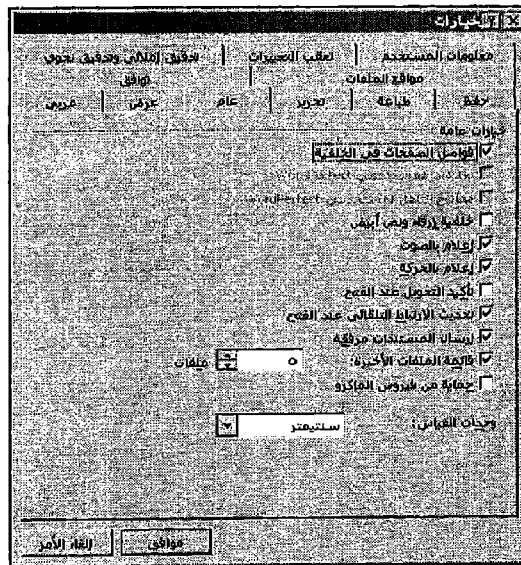 خيارات
معلومات المستخدم تعقب التغييرات تدقيق إملائي وتدقيق نحوي
مواقع الملفات توافق
حفظ طباعة تحرير عام عرض عربي
خيارات عامة
فواصل الصفحات في الخلفية
خلفية زرقاء ونص أبيض
إعلام بالصوت
إعلام بالحركة
تأكيد التحويل عند الفتح
تحديث الارتباط التلقائي عند الفتح
إرسال المستندات مرفقة
قائمة الملفات الأخيرة: ٥ ملفات
حماية من فيروس الماكرو
وحدات القياس: سنتيمتر
موافق إلغاء الأمر